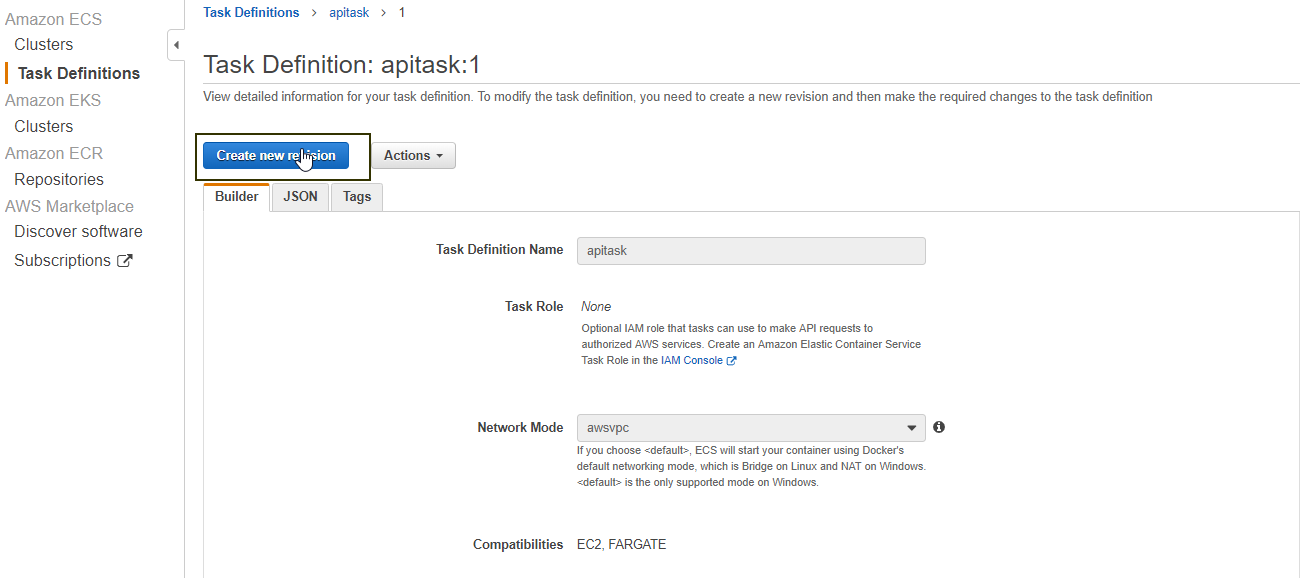 Amazon ECS
Clusters
Task Definitions
Amazon EKS
Clusters
Amazon ECR
Repositories
AWS Marketplace
Discover software
Subscriptions
Task Definitions > apitask > 1
Task Definition: apitask:1
View detailed information for your task definition. To modify the task definition, you need to create a new revision and then make the required changes to the task definition
Create new revision
Actions
Builder
JSON
Tags
Task Definition Name
apitask
Task Role
None
Optional IAM role that tasks can use to make API requests to
authorized AWS services. Create an Amazon Elastic Container Service
Task Role in the IAM Console
Network Mode
awsvpc
If you choose <default>, ECS will start your container using Docker's
default networking mode, which is Bridge on Linux and NAT on Windows.
<default> is the only supported mode on Windows.
Compatibilities
EC2, FARGATE